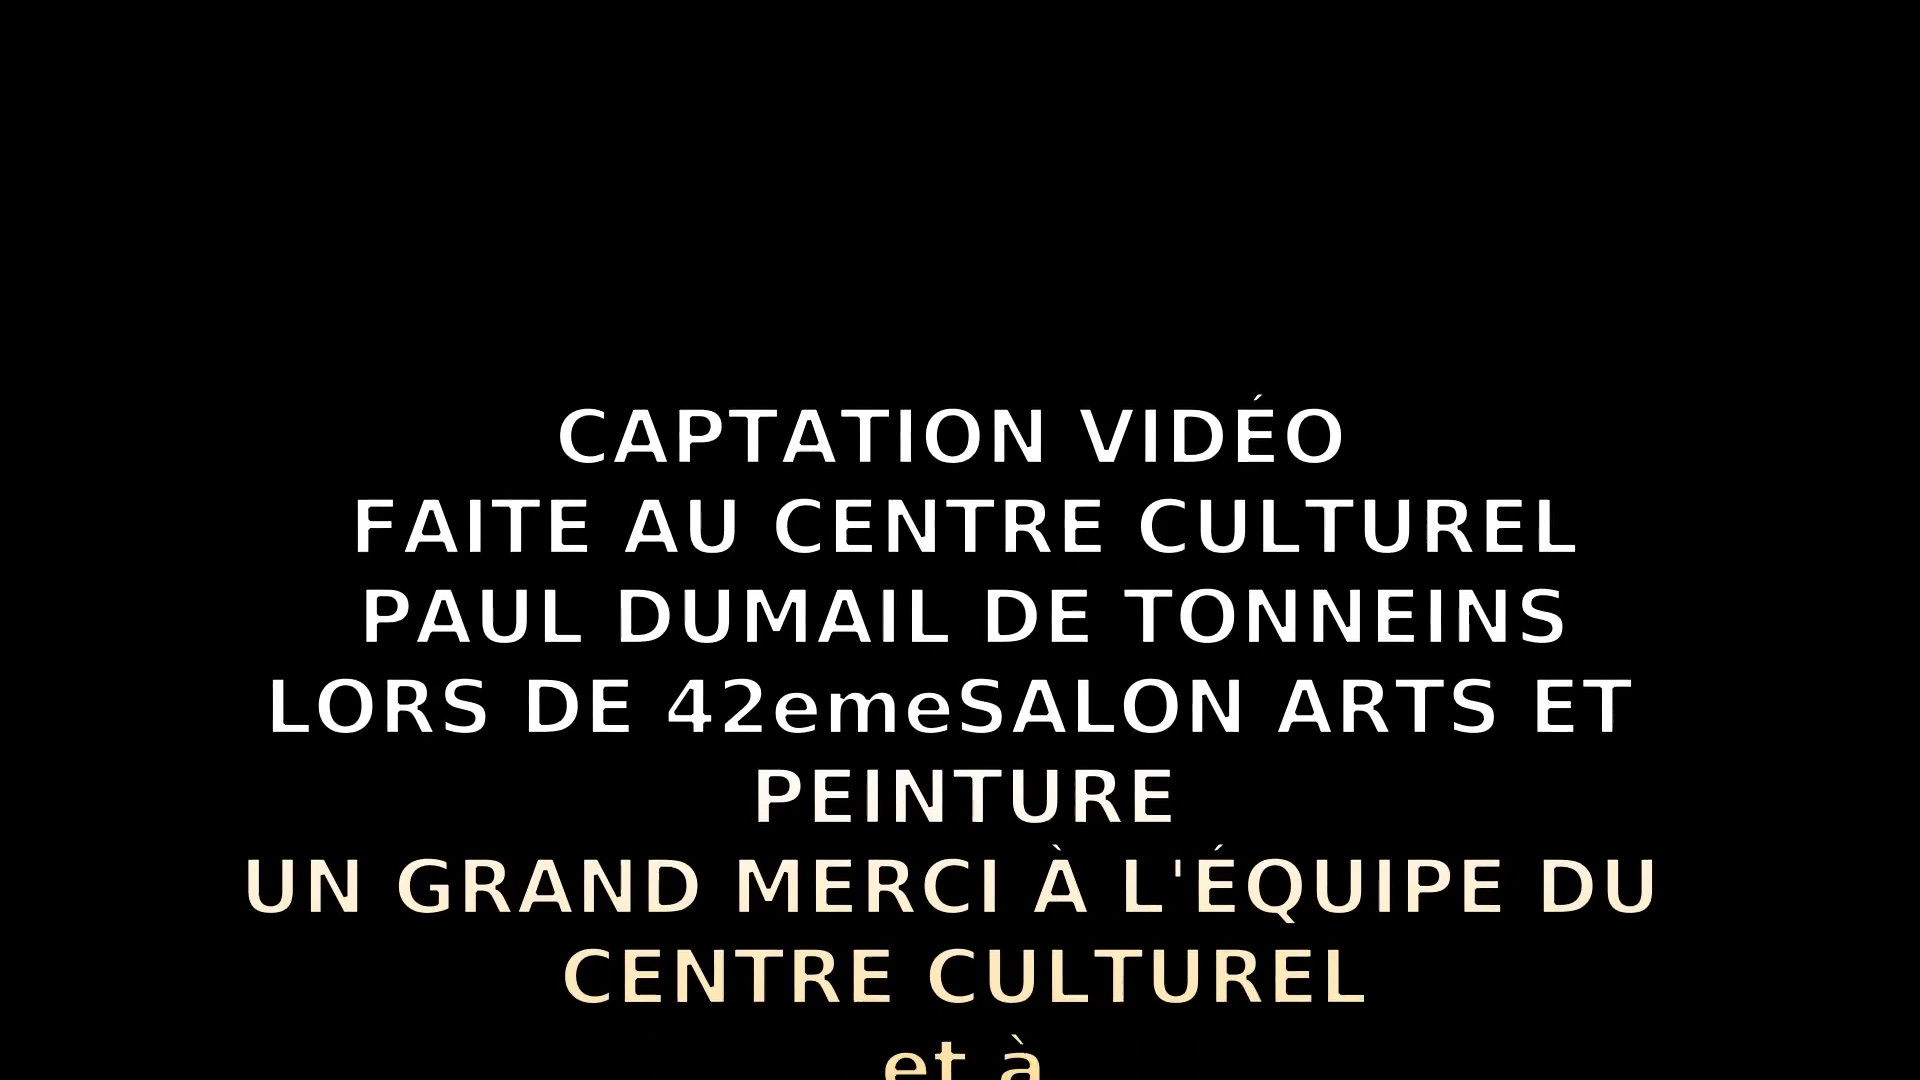 CAPTATION VIDÉO
FAITE AU CENTRE CULTUREL
PAUL DUMAIL DE TONNEINS
LORS DE 42emeSALON ARTS ET
PEINTURE
UN GRAND MERCI À L'ÉQUIPE DU
CENTRE CULTUREL
et à